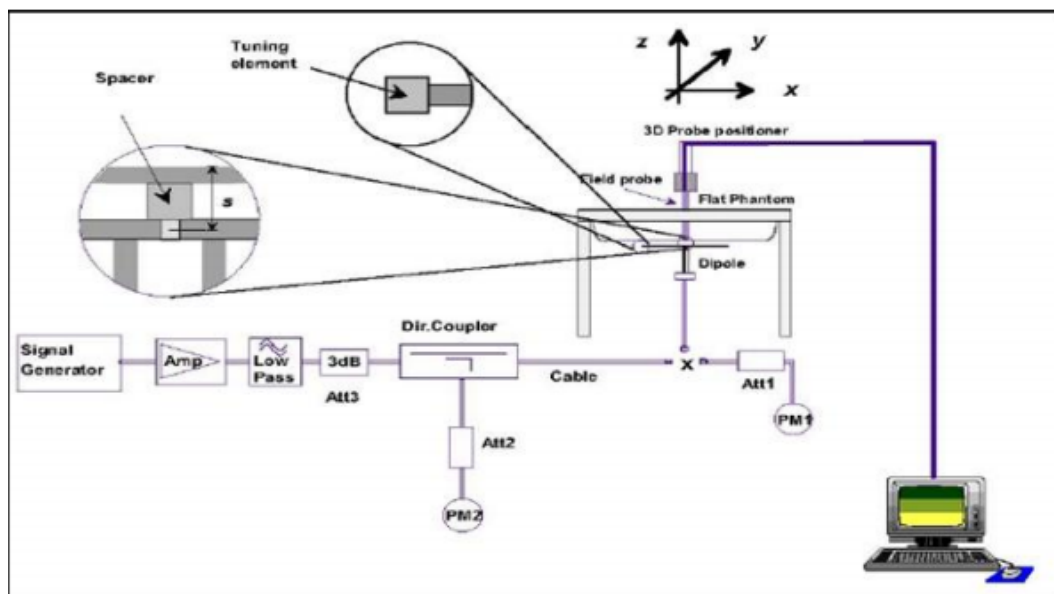 Tuning
element
Spacer
s
z
y
x
3D Probe positioner
Field probe
Flat Phantom
Dipole
Signal
Generator
Amp
Low
Pass
3dB
Att3
Dir.Coupler
Cable
x
Att1
PM1
Att2
PM2